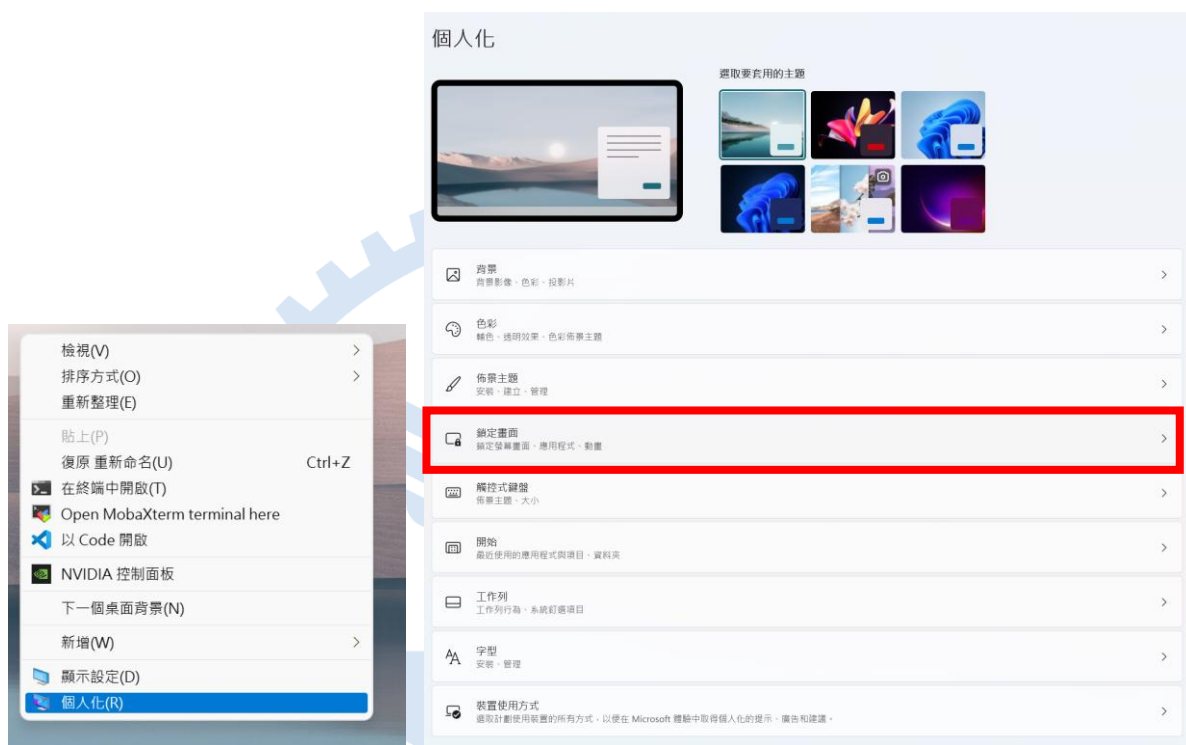 檢視(V)
排序方式(O)
重新整理(E)
貼上(P)
復原 重新命名(U) Ctrl+Z
在終端中開啟(T)
Open MobaXterm terminal here
以 Code 開啟
NVIDIA 控制面板
下一個桌面背景(N)
新增(W)
顯示設定(D)
個人化(R)
個人化
選取要套用的主題
背景
背景影像、色彩、投影片
色彩
輔色、透明效果、色彩佈景主題
佈景主題
安裝、建立、管理
鎖定畫面
鎖定螢幕畫面、應用程式、動畫
觸控式鍵盤
佈景主題、大小
開始
最近使用的應用程式與項目、資料夾
工作列
工作列行為、系統釘選項目
字型
安裝、管理
裝置使用方式
選取計劃使用裝置的所有方式，以便在 Microsoft 體驗中取得個人化的提示、廣告和建議。